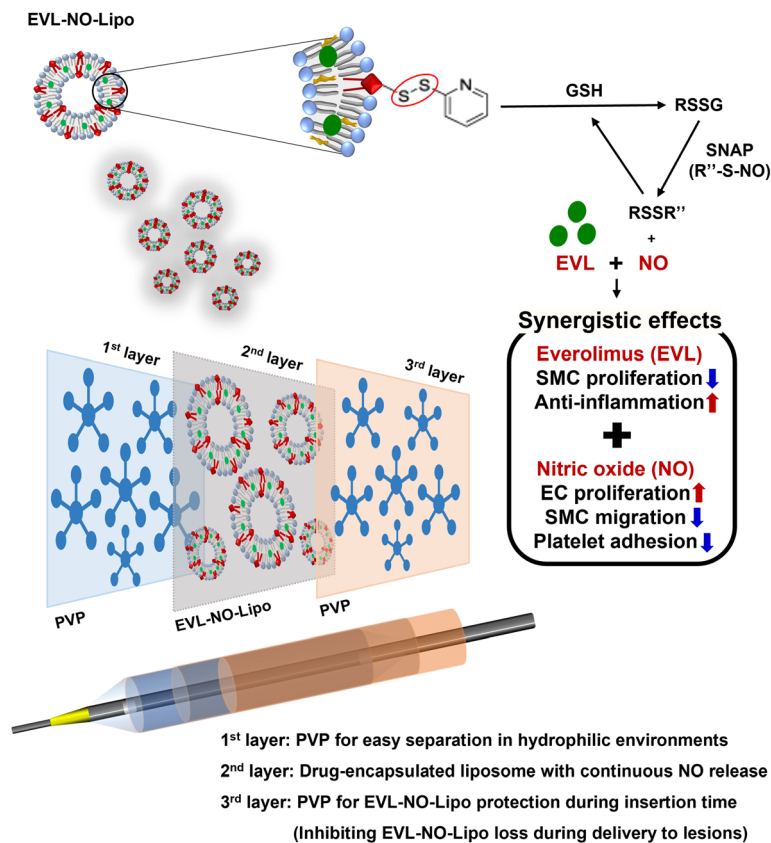 EVL-NO-Lipo
S-S
N
GSH
RSSG
SNAP
(R’’-S-NO)
RSSR’’
+
EVL + NO
Synergistic effects
Everolimus (EVL)
SMC proliferation
Anti-inflammation
Nitric oxide (NO)
EC proliferation
SMC migration
Platelet adhesion
1st layer
2nd layer
3rd layer
PVP
EVL-NO-Lipo
PVP
1st layer: PVP for easy separation in hydrophilic environments
2nd layer: Drug-encapsulated liposome with continuous NO release
3rd layer: PVP for EVL-NO-Lipo protection during insertion time
(Inhibiting EVL-NO-Lipo loss during delivery to lesions)